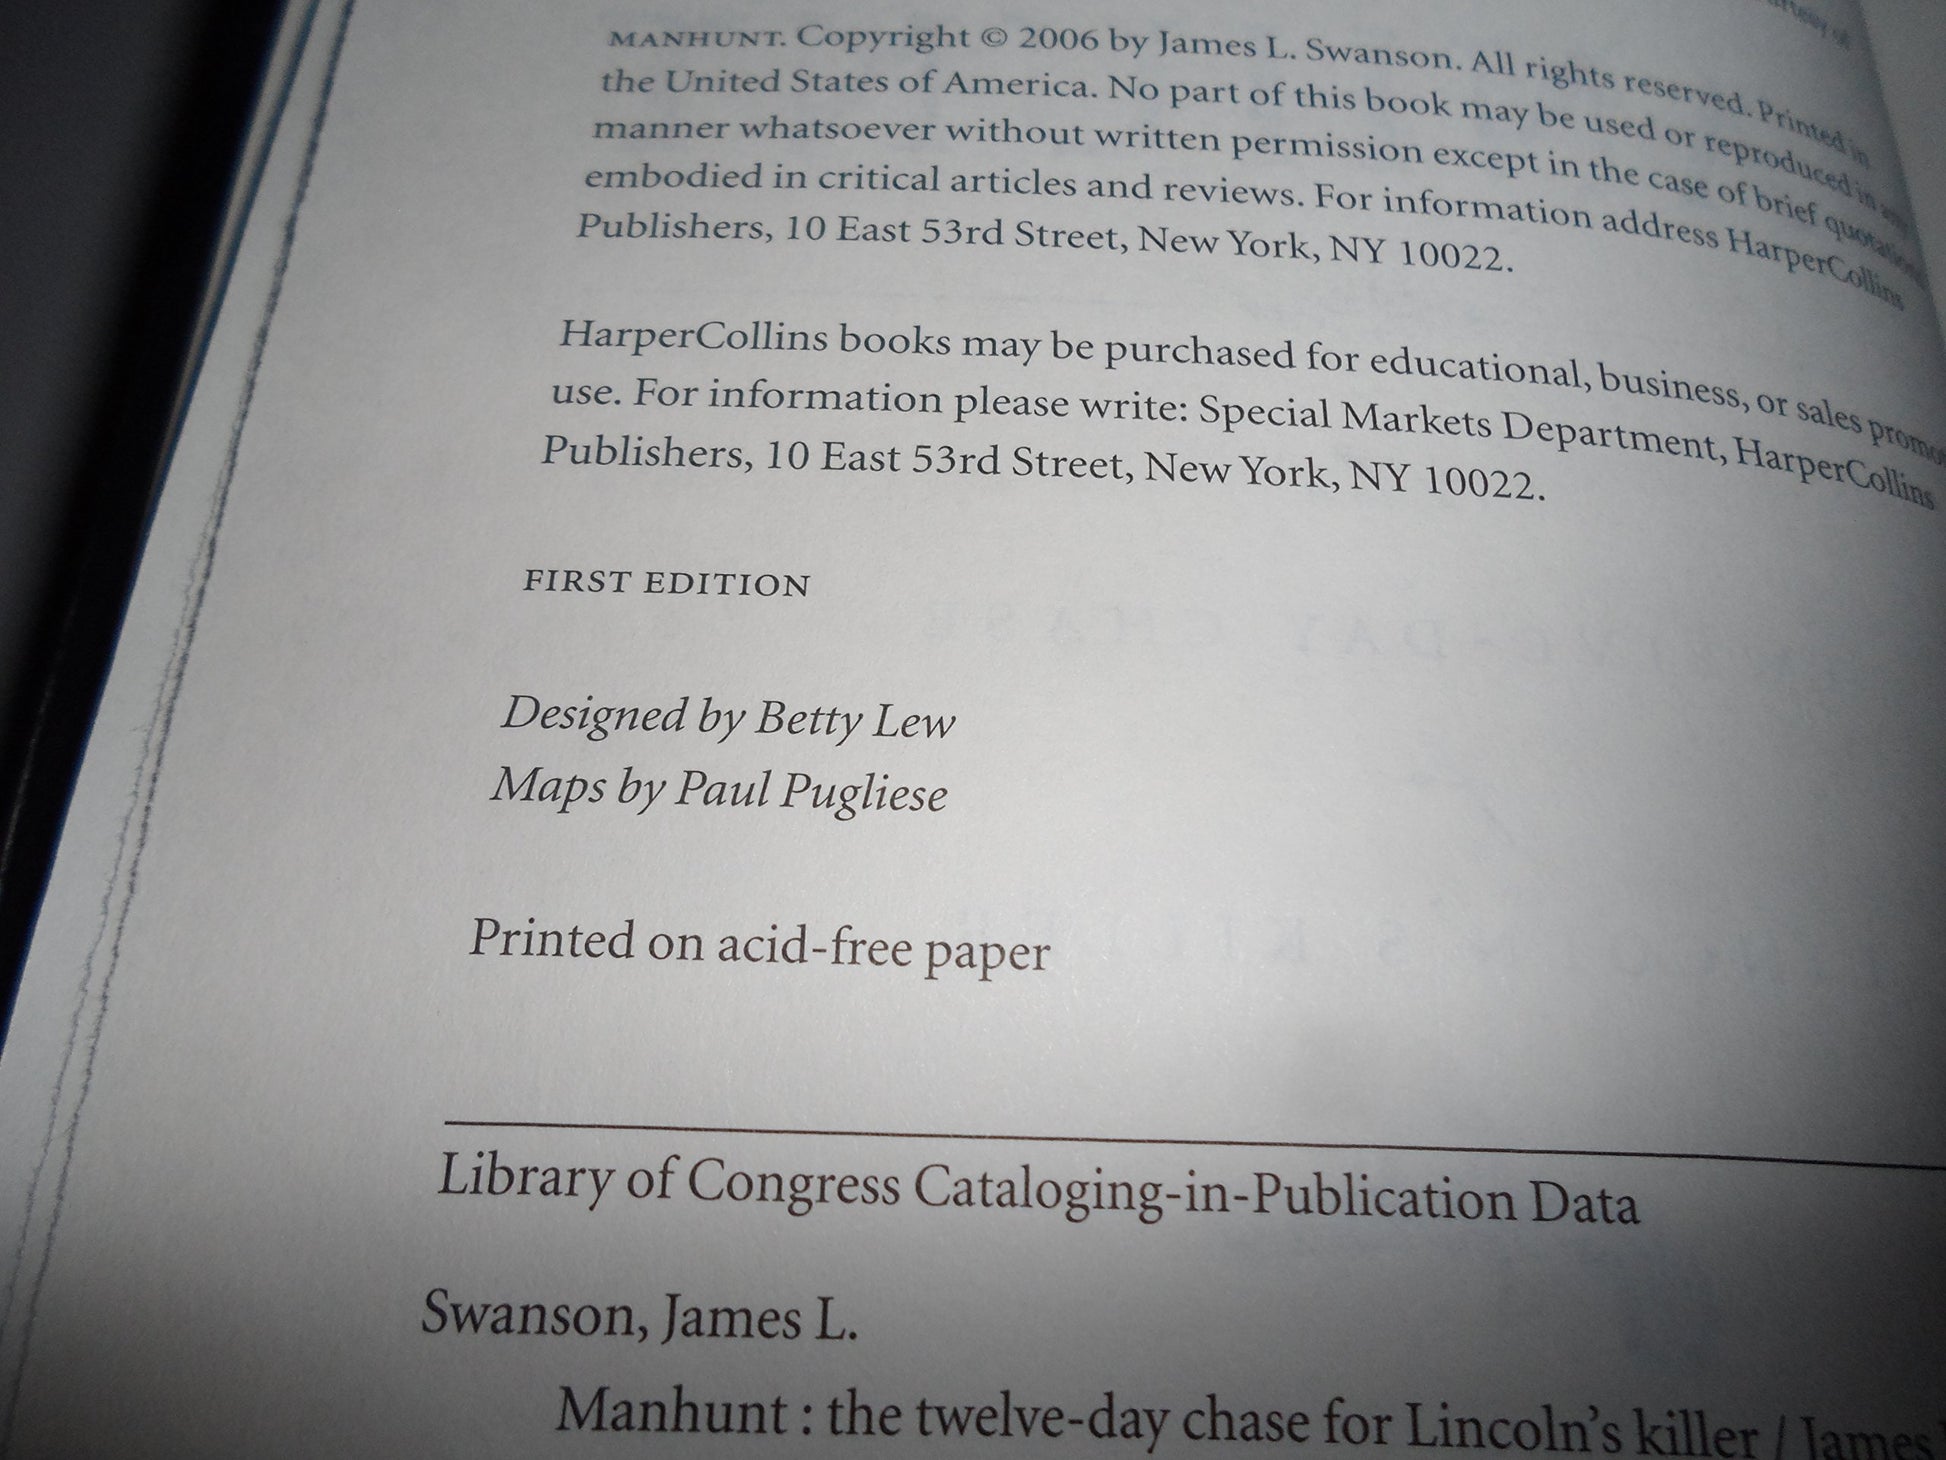 MANHUNT. Copyright © 2006 by James L. Swanson. All rights reserved. Printed in
the United States of America. No part of this book may be used or reproduced in any
manner whatsoever without written permission except in the case of brief quotations
embodied in critical articles and reviews. For information address HarperCollins
Publishers, 10 East 53rd Street, New York, NY 10022.
HarperCollins books may be purchased for educational, business, or sales promo
use. For information please write: Special Markets Department, HarperCollins
Publishers, 10 East 53rd Street, New York, NY 10022.
FIRST EDITION
Designed by Betty Lew
Maps by Paul Pugliese
Printed on acid-free paper
Library of Congress Cataloging-in-Publication Data
Swanson, James L.
Manhunt : the twelve-day chase for Lincoln's killer / James